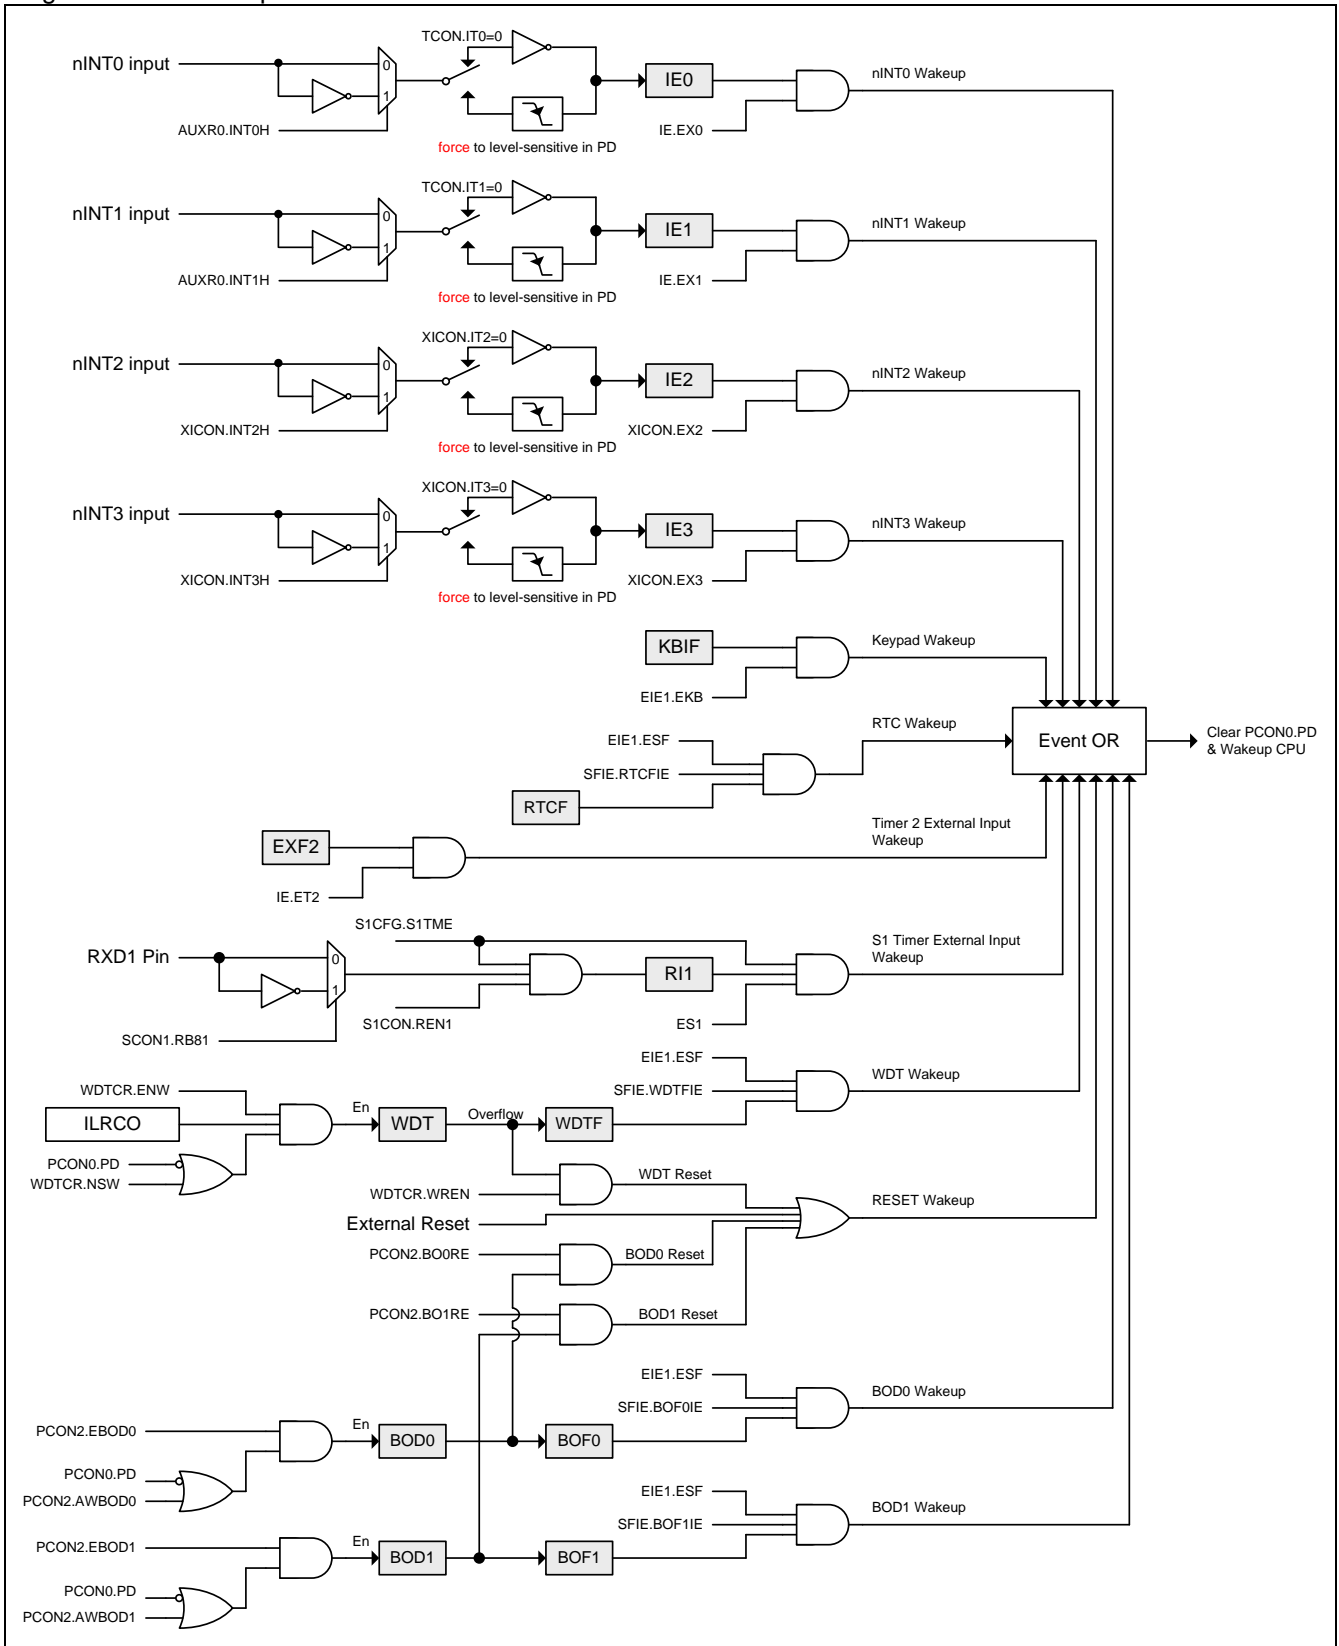 TCON.IT0=0
nINT0 input
0
1
IE0
nINT0 Wakeup
AUXR0.INT0H
IE.EX0
force to level-sensitive in PD
TCON.IT1=0
nINT1 input
0
1
IE1
nINT1 Wakeup
AUXR0.INT1H
IE.EX1
force to level-sensitive in PD
XICON.IT2=0
nINT2 input
0
1
IE2
nINT2 Wakeup
XICON.INT2H
XICON.EX2
force to level-sensitive in PD
XICON.IT3=0
nINT3 input
0
1
IE3
nINT3 Wakeup
XICON.INT3H
XICON.EX3
force to level-sensitive in PD
KBIF
Keypad Wakeup
EIE1.EKB
RTC Wakeup
EIE1.ESF
SFIE.RTCFIE
RTCF
Event OR
Clear PCON0.PD
& Wakeup CPU
Timer 2 External Input
Wakeup
EXF2
IE.ET2
S1CFG.S1TME
S1 Timer External Input
Wakeup
RXD1 Pin
0
1
RI1
S1CON.REN1
ES1
SCON1.RB81
EIE1.ESF
WDT Wakeup
WDTCR.ENW
SFIE.WDTFIE
ILRCO
En
WDT
Overflow
WDTF
PCON0.PD
WDTCR.NSW
WDT Reset
WDTCR.WREN
RESET Wakeup
External Reset
PCON2.BO0RE
BOD0 Reset
PCON2.BO1RE
BOD1 Reset
EIE1.ESF
BOD0 Wakeup
SFIE.BOF0IE
PCON2.EBOD0
En
BOD0
BOF0
PCON0.PD
PCON2.AWBOD0
EIE1.ESF
BOD1 Wakeup
SFIE.BOF1IE
PCON2.EBOD1
En
BOD1
BOF1
PCON0.PD
PCON2.AWBOD1